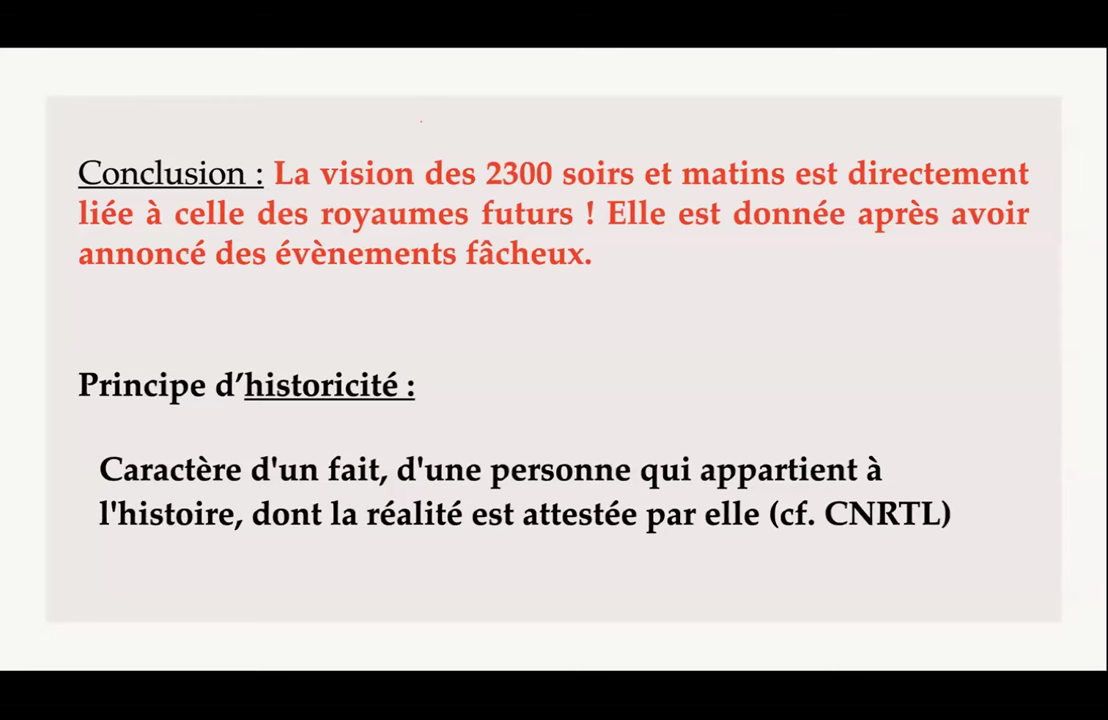 Conclusion : La vision des 2300 soirs et matins est directement
liée à celle des royaumes futurs ! Elle est donnée après avoir
annoncé des évènements fâcheux.
Principe d’historicité :
Caractère d'un fait, d'une personne qui appartient à
l'histoire, dont la réalité est attestée par elle (cf. CNRTL)